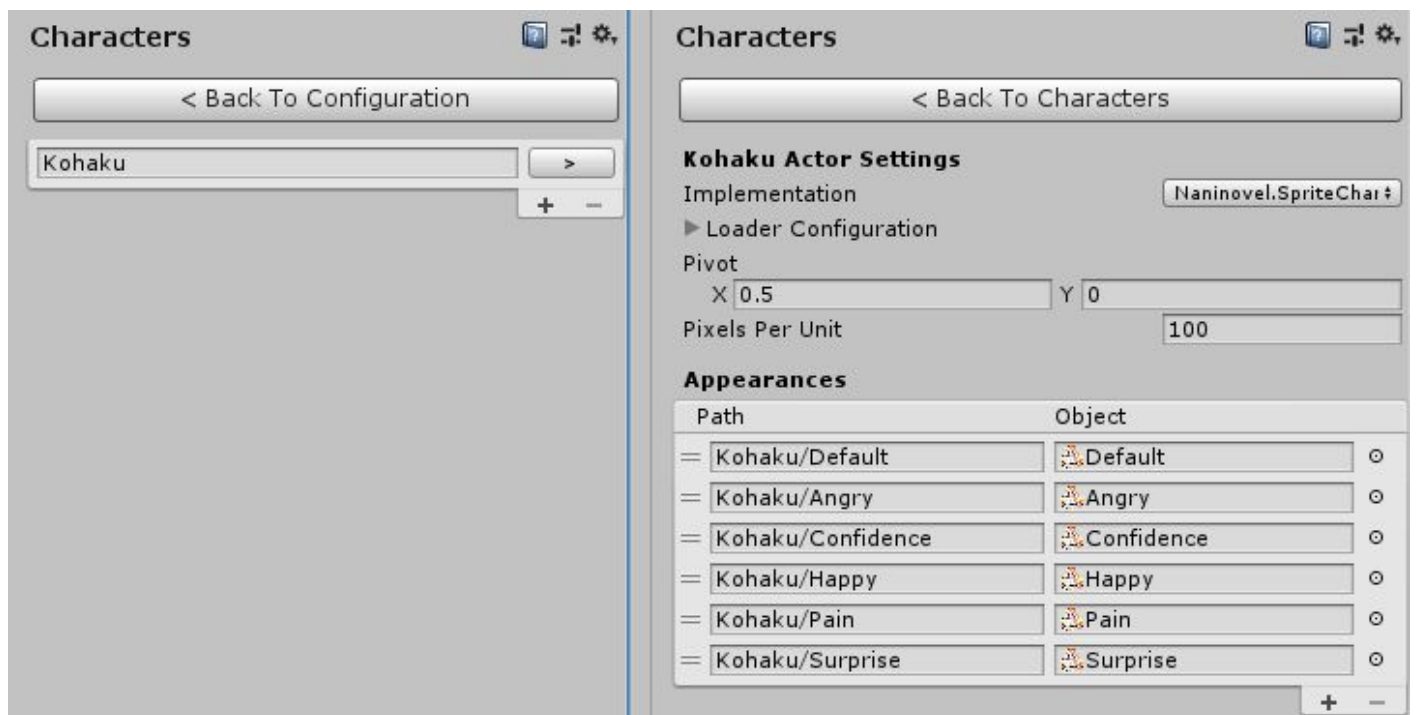 Characters
< Back To Configuration
Kohaku
>
+ −
Characters
< Back To Characters
Kohaku Actor Settings
Implementation Naninovel.SpriteChar
Loader Configuration
Pivot
X 0.5 Y 0
Pixels Per Unit 100
Appearances
Path Object
Kohaku/Default Default
Kohaku/Angry Angry
Kohaku/Confidence Confidence
Kohaku/Happy Happy
Kohaku/Pain Pain
Kohaku/Surprise Surprise
+ −